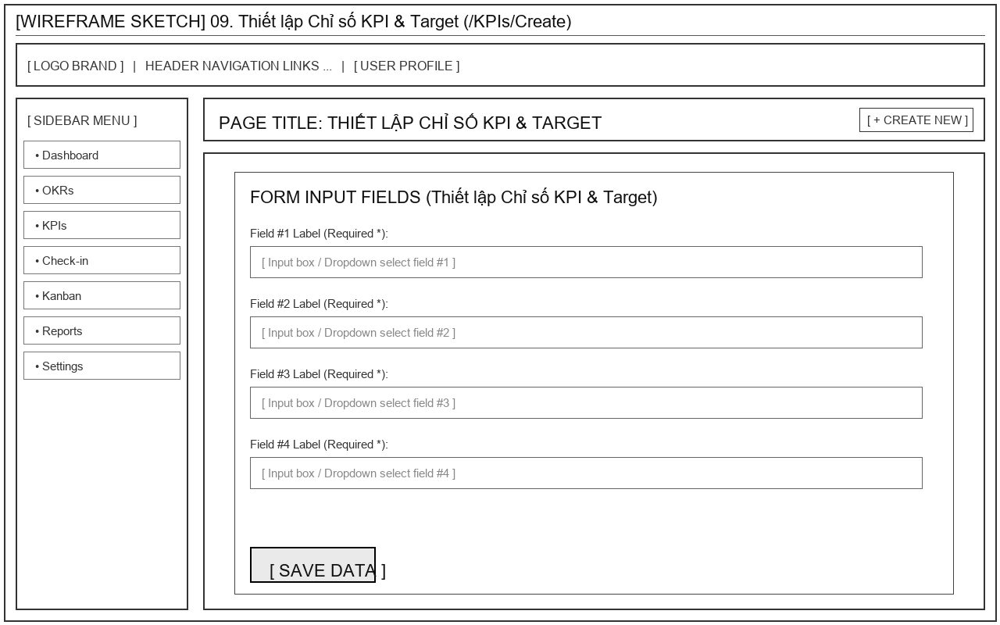 [WIREFRAME SKETCH] 09. Thiết lập Chỉ số KPI & Target (/KPIs/Create)
[ LOGO BRAND ] | HEADER NAVIGATION LINKS ... | [ USER PROFILE ]
[ SIDEBAR MENU ]
• Dashboard
• OKRs
• KPIs
• Check-in
• Kanban
• Reports
• Settings
PAGE TITLE: THIẾT LẬP CHỈ SỐ KPI & TARGET
[ + CREATE NEW ]
FORM INPUT FIELDS (Thiết lập Chỉ số KPI & Target)
Field #1 Label (Required *):
[ Input box / Dropdown select field #1 ]
Field #2 Label (Required *):
[ Input box / Dropdown select field #2 ]
Field #3 Label (Required *):
[ Input box / Dropdown select field #3 ]
Field #4 Label (Required *):
[ Input box / Dropdown select field #4 ]
[ SAVE DATA ]